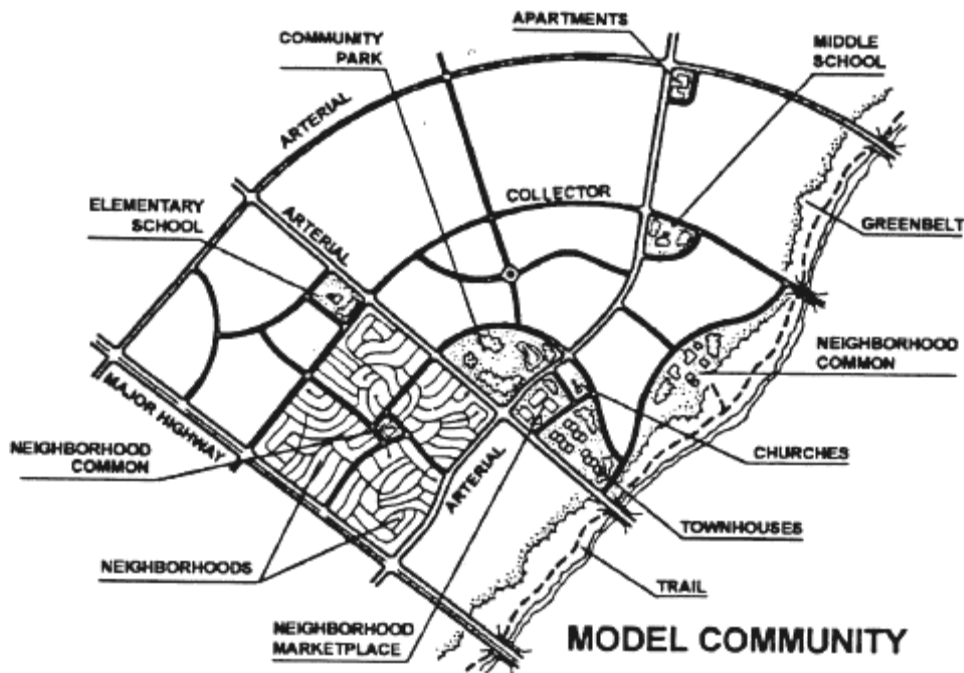 APARTMENTS
COMMUNITY
PARK
MIDDLE
SCHOOL
ARTERIAL
ELEMENTARY
SCHOOL
ARTERIAL
COLLECTOR
GREENBELT
NEIGHBORHOOD
COMMON
MAJOR HIGHWAY
NEIGHBORHOOD
COMMON
ARTERIAL
CHURCHES
TOWNHOUSES
NEIGHBORHOODS
TRAIL
NEIGHBORHOOD
MARKETPLACE
MODEL COMMUNITY